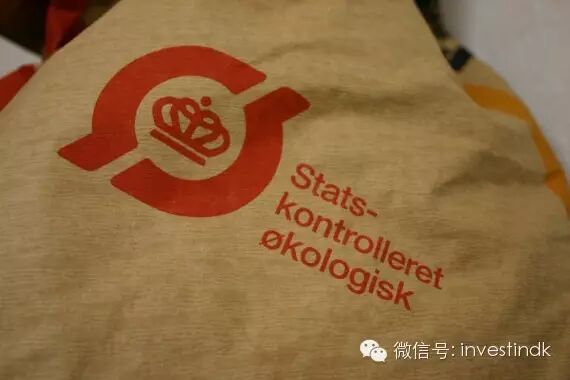 Stats-
kontrolleret
økologisk
微信号: investindk